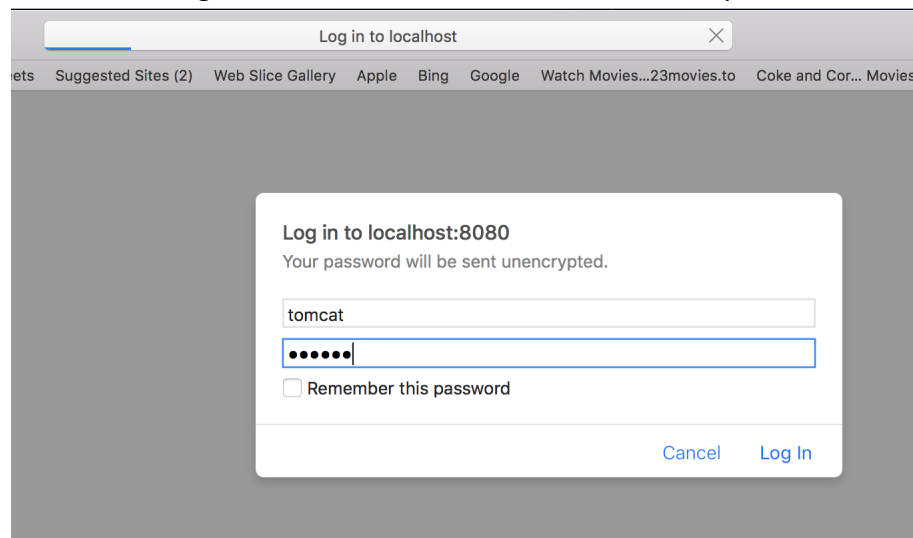 Log in to localhost
ets Suggested Sites (2) Web Slice Gallery Apple Bing Google Watch Movies...23movies.to Coke and Cor... Movies
Log in to localhost:8080
Your password will be sent unencrypted.
tomcat
••••••
Remember this password
Cancel Log In